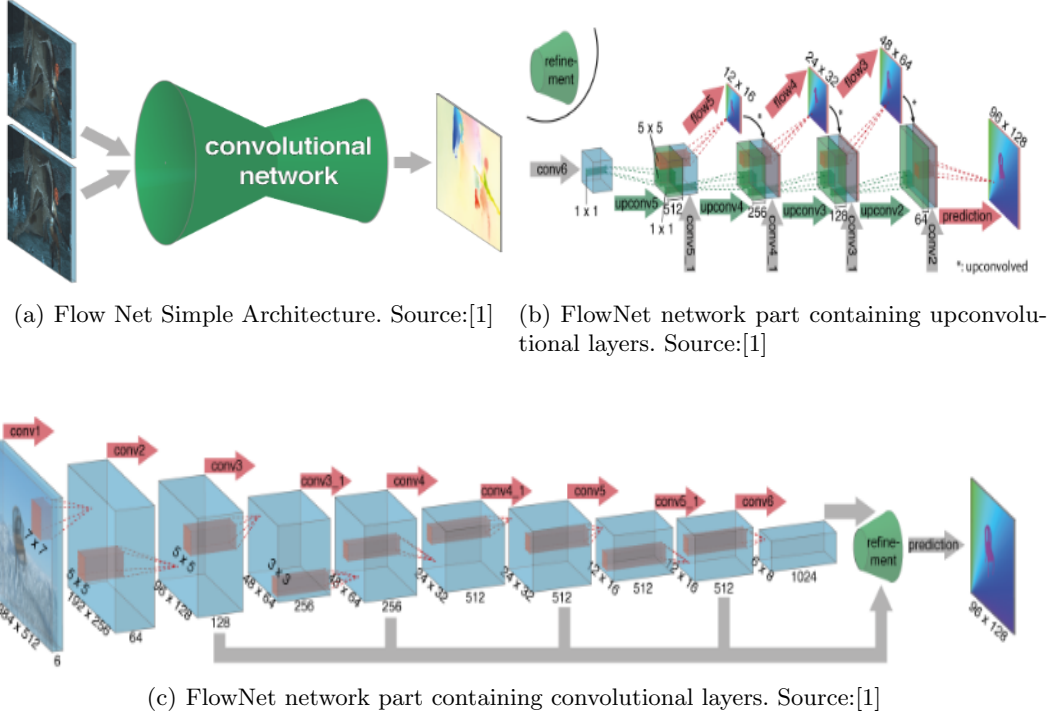 convolutional
network
(a) Flow Net Simple Architecture. Source:[1]
refine-
ment
conv6
1 x 1
upconv5
5 x 5
512
1 x 1
conv5_1
flow5
12 x 16
*
upconv4
256
conv4_1
flow4
24 x 32
*
upconv3
128
conv3_1
flow3
48 x 64
*
upconv2
64
conv2
prediction
96 x 128
*: upconvolved
(b) FlowNet network part containing upconvolu-
tional layers. Source:[1]
conv1
7 x 7
384 x 512
6
conv2
5 x 5
192 x 256
64
conv3
5 x 5
96 x 128
128
conv3_1
3 x 3
48 x 64
256
conv4
48 x 64
256
conv4_1
24 x 32
512
conv5
24 x 32
512
conv5_1
12 x 16
512
conv6
12 x 16
512
6 x 8
1024
refine-
ment
prediction
96 x 128
(c) FlowNet network part containing convolutional layers. Source:[1]